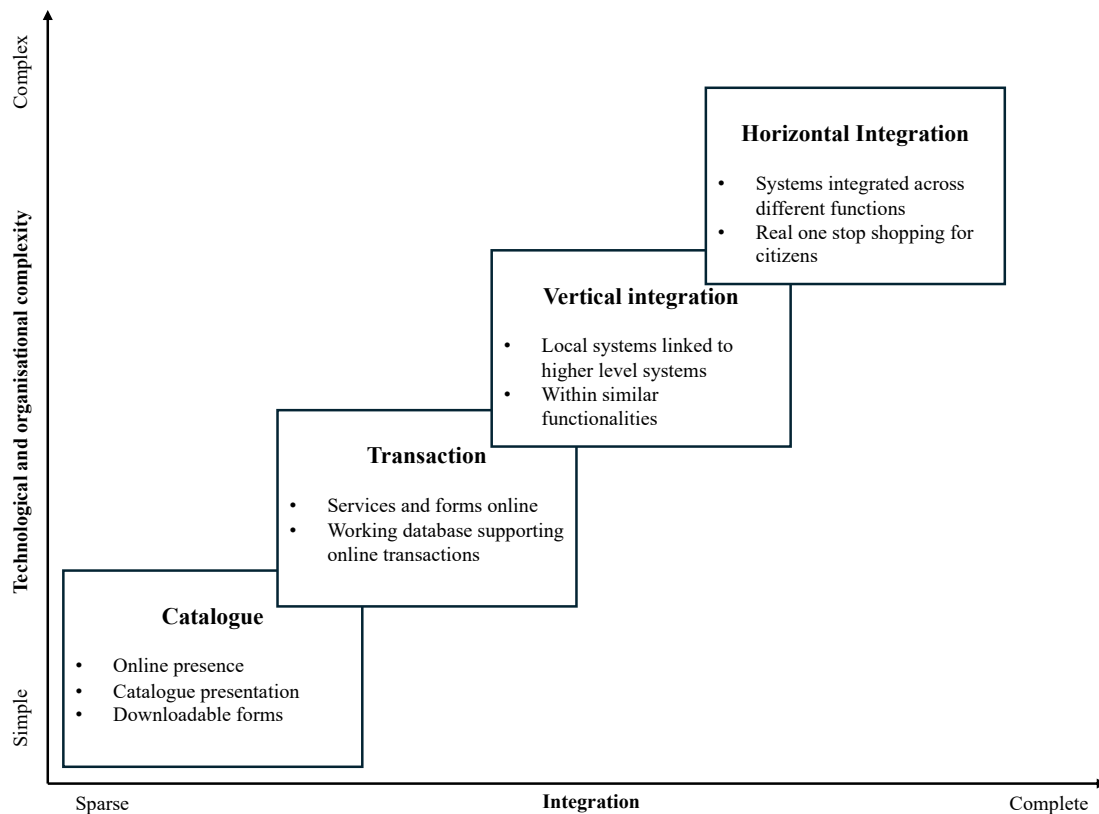 Complex
Horizontal Integration
• Systems integrated across
different functions
• Real one stop shopping for
citizens
Technological and organisational complexity
Vertical integration
• Local systems linked to
higher level systems
• Within similar
functionalities
Transaction
• Services and forms online
• Working database supporting
online transactions
Catalogue
• Online presence
• Catalogue presentation
• Downloadable forms
Simple
Sparse
Integration
Complete